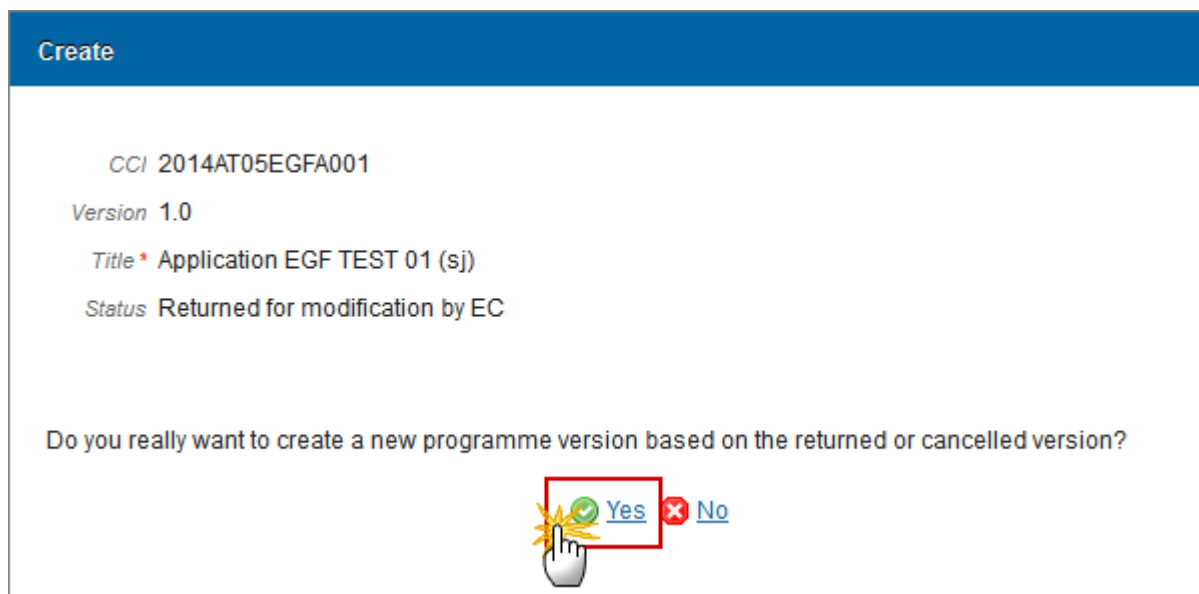 Create
CCI 2014AT05EGFA001
Version 1.0
Title * Application EGF TEST 01 (sj)
Status Returned for modification by EC
Do you really want to create a new programme version based on the returned or cancelled version?
Yes No